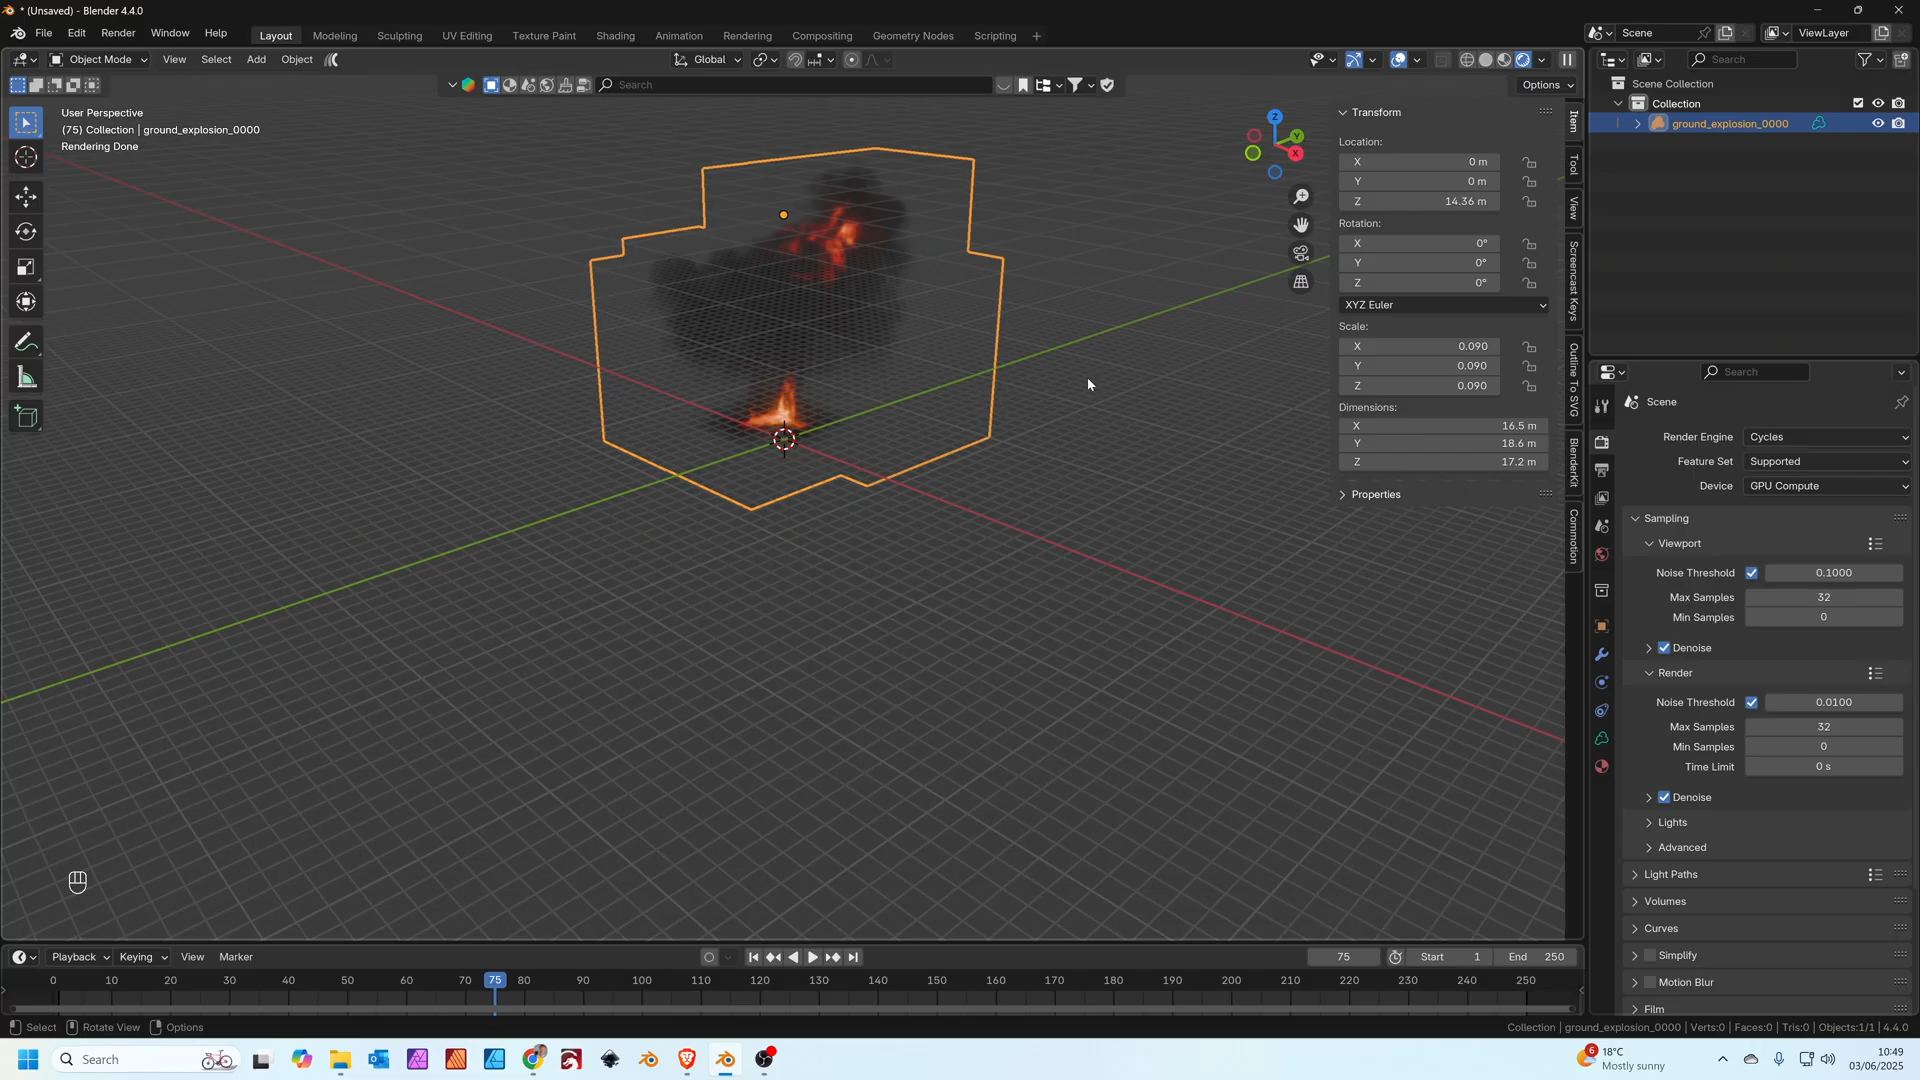 * (Unsaved) - Blender 4.4.0
File Edit Render Window Help
Layout Modeling Sculpting UV Editing Texture Paint Shading Animation Rendering Compositing Geometry Nodes Scripting +
Scene ViewLayer
Object Mode View Select Add Object Global
Search
Options
Search
User Perspective
(75) Collection | ground_explosion_0000
Rendering Done
Z
Y
X
Transform
Location:
X 0 m
Y 0 m
Z 14.36 m
Rotation:
X 0°
Y 0°
Z 0°
XYZ Euler
Scale:
X 0.090
Y 0.090
Z 0.090
Dimensions:
X 16.5 m
Y 18.6 m
Z 17.2 m
Properties
Item
Tool
View
Screencast Keys
Outline To SVG
BlenderKit
Commotion
Scene Collection
Collection
ground_explosion_0000
Search
Scene
Render Engine Cycles
Feature Set Supported
Device GPU Compute
Sampling
Viewport
Noise Threshold 0.1000
Max Samples 32
Min Samples 0
Denoise
Render
Noise Threshold 0.0100
Max Samples 32
Min Samples 0
Time Limit 0 s
Denoise
Lights
Advanced
Light Paths
Volumes
Curves
Simplify
Motion Blur
Film
Playback Keying View Marker
75 Start 1 End 250
0 10 20 30 40 50 60 70 75 80 90 100 110 120 130 140 150 160 170 180 190 200 210 220 230 240 250
Select Rotate View Options
Collection | ground_explosion_0000 | Verts:0 | Faces:0 | Tris:0 | Objects:1/1 | 4.4.0
Search
6
18°C
Mostly sunny
10:49
03/06/2025